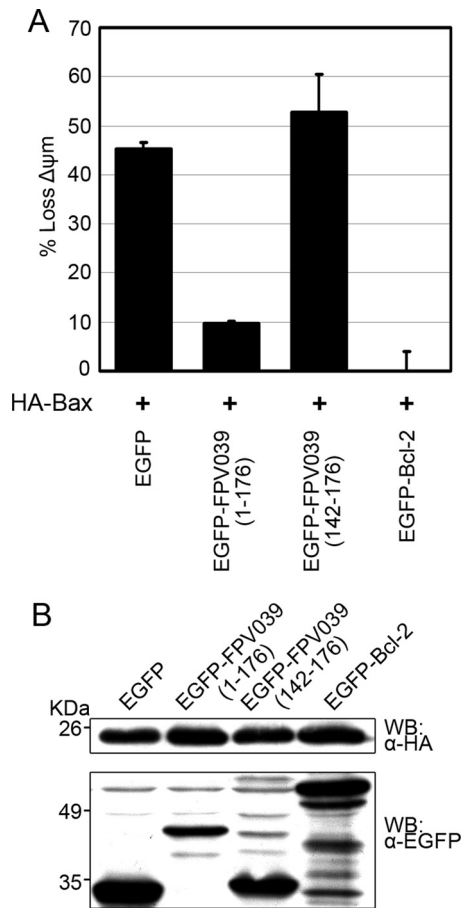 A
70
60
50
40
30
20
10
0
% Loss Δψm
HA-Bax + + + +
EGFP
EGFP-FPV039
(1-176)
EGFP-FPV039
(142-176)
EGFP-Bcl-2
B
EGFP
EGFP-FPV039
(1-176)
EGFP-FPV039
(142-176)
EGFP-Bcl-2
KDa
26
WB:
α-HA
49
35
WB:
α-EGFP